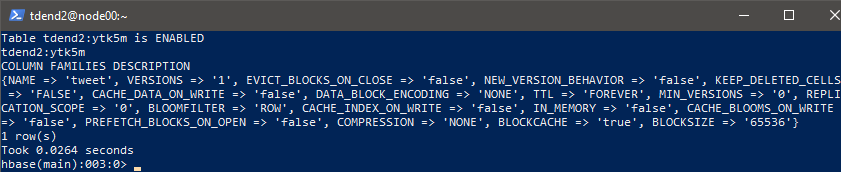 tdend2@node00:~
Table tdend2:ytk5m is ENABLED
tdend2:ytk5m
COLUMN FAMILIES DESCRIPTION
{NAME => 'tweet', VERSIONS => '1', EVICT_BLOCKS_ON_CLOSE => 'false', NEW_VERSION_BEHAVIOR => 'false', KEEP_DELETED_CELLS
 => 'FALSE', CACHE_DATA_ON_WRITE => 'false', DATA_BLOCK_ENCODING => 'NONE', TTL => 'FOREVER', MIN_VERSIONS => '0', REPLI
CATION_SCOPE => '0', BLOOMFILTER => 'ROW', CACHE_INDEX_ON_WRITE => 'false', IN_MEMORY => 'false', CACHE_BLOOMS_ON_WRITE
=> 'false', PREFETCH_BLOCKS_ON_OPEN => 'false', COMPRESSION => 'NONE', BLOCKCACHE => 'true', BLOCKSIZE => '65536'}
1 row(s)
Took 0.0264 seconds
hbase(main):003:0>